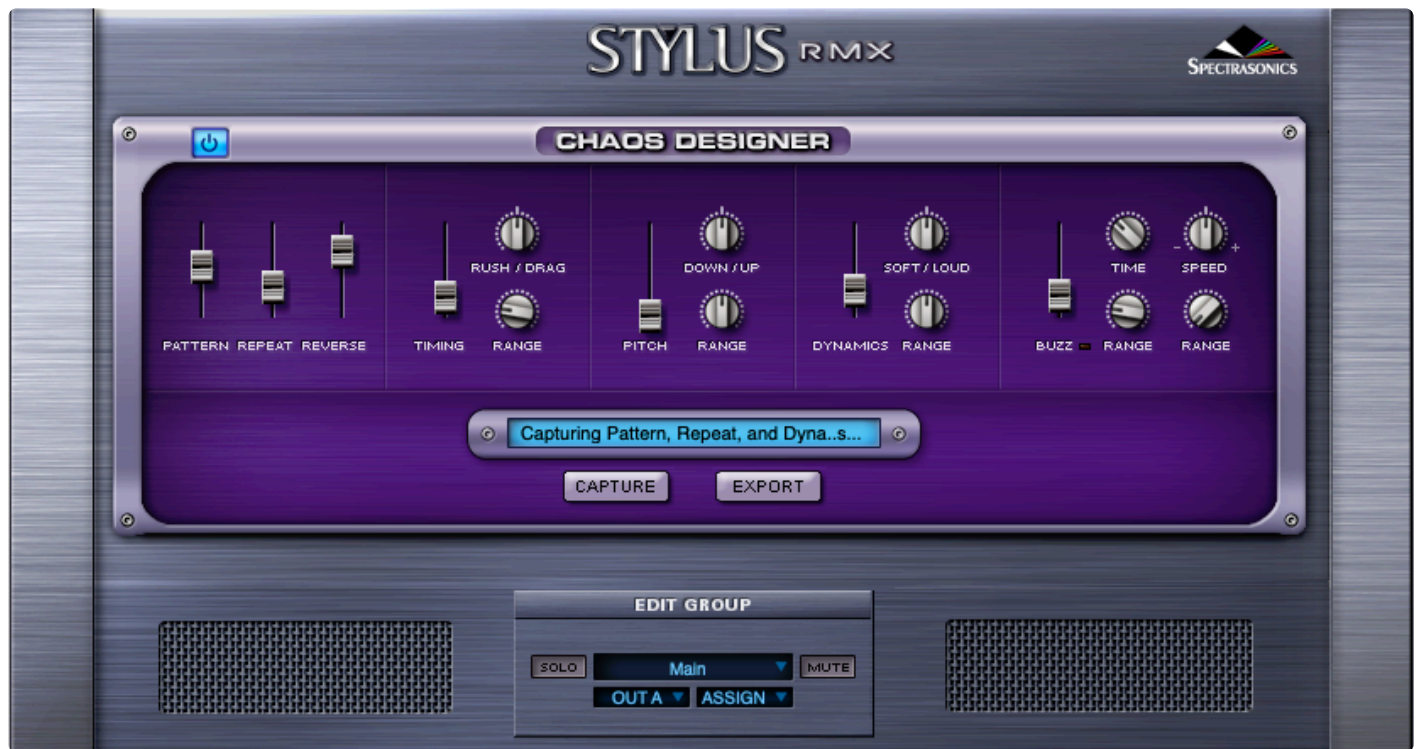 STYLUS RMX
SPECTRASONICS
CHAOS DESIGNER
RUSH / DRAG
DOWN / UP
SOFT / LOUD
TIME
- SPEED +
PATTERN REPEAT REVERSE
TIMING RANGE
PITCH RANGE
DYNAMICS RANGE
BUZZ RANGE RANGE
Capturing Pattern, Repeat, and Dyna..s...
CAPTURE EXPORT
EDIT GROUP
SOLO Main MUTE
OUT A ASSIGN